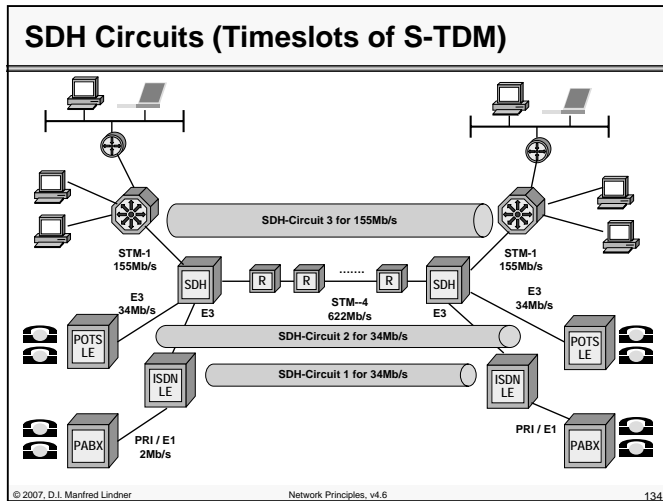 SDH Circuits (Timeslots of S-TDM)
SDH-Circuit 3 for 155Mb/s
STM-1
155Mb/s
STM-1
155Mb/s
SDH
R
R
.......
R
SDH
E3
34Mb/s
E3
STM--4
622Mb/s
E3
E3
34Mb/s
POTS
LE
SDH-Circuit 2 for 34Mb/s
POTS
LE
ISDN
LE
SDH-Circuit 1 for 34Mb/s
ISDN
LE
PABX
PRI / E1
2Mb/s
PRI / E1
PABX
© 2007, D.I. Manfred Lindner
Network Principles, v4.6
134